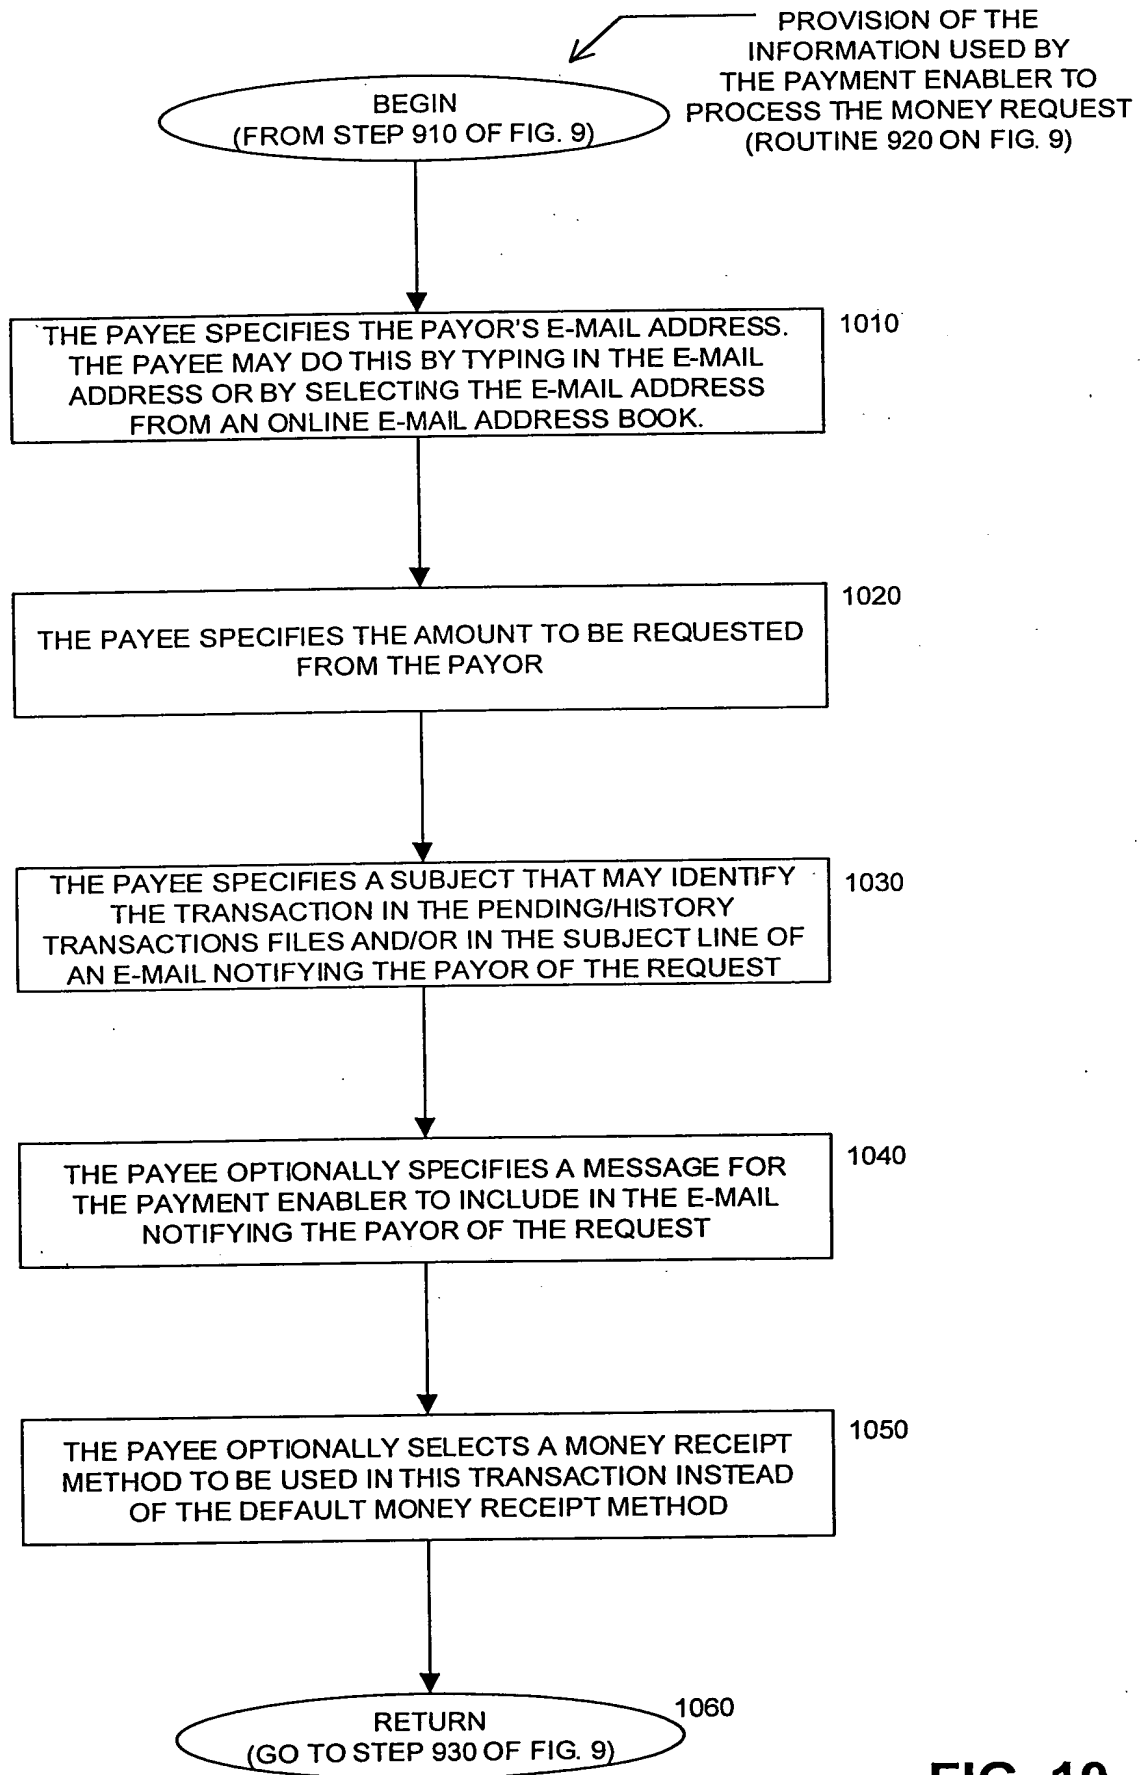 PROVISION OF THE
INFORMATION USED BY
THE PAYMENT ENABLER TO
PROCESS THE MONEY REQUEST
(ROUTINE 920 ON FIG. 9)
BEGIN
(FROM STEP 910 OF FIG. 9)
1010
THE PAYEE SPECIFIES THE PAYOR'S E-MAIL ADDRESS.
THE PAYEE MAY DO THIS BY TYPING IN THE E-MAIL
ADDRESS OR BY SELECTING THE E-MAIL ADDRESS
FROM AN ONLINE E-MAIL ADDRESS BOOK.
1020
THE PAYEE SPECIFIES THE AMOUNT TO BE REQUESTED
FROM THE PAYOR
1030
THE PAYEE SPECIFIES A SUBJECT THAT MAY IDENTIFY
THE TRANSACTION IN THE PENDING/HISTORY
TRANSACTIONS FILES AND/OR IN THE SUBJECT LINE OF
AN E-MAIL NOTIFYING THE PAYOR OF THE REQUEST
1040
THE PAYEE OPTIONALLY SPECIFIES A MESSAGE FOR
THE PAYMENT ENABLER TO INCLUDE IN THE E-MAIL
NOTIFYING THE PAYOR OF THE REQUEST
1050
THE PAYEE OPTIONALLY SELECTS A MONEY RECEIPT
METHOD TO BE USED IN THIS TRANSACTION INSTEAD
OF THE DEFAULT MONEY RECEIPT METHOD
1060
RETURN
(GO TO STEP 930 OF FIG. 9)
FIG. 10